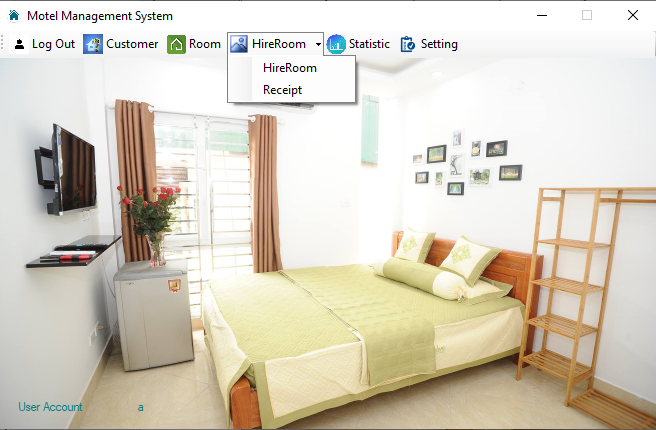 Motel Management System
Log Out Customer Room HireRoom Statistic Setting
HireRoom
Receipt
User Account a